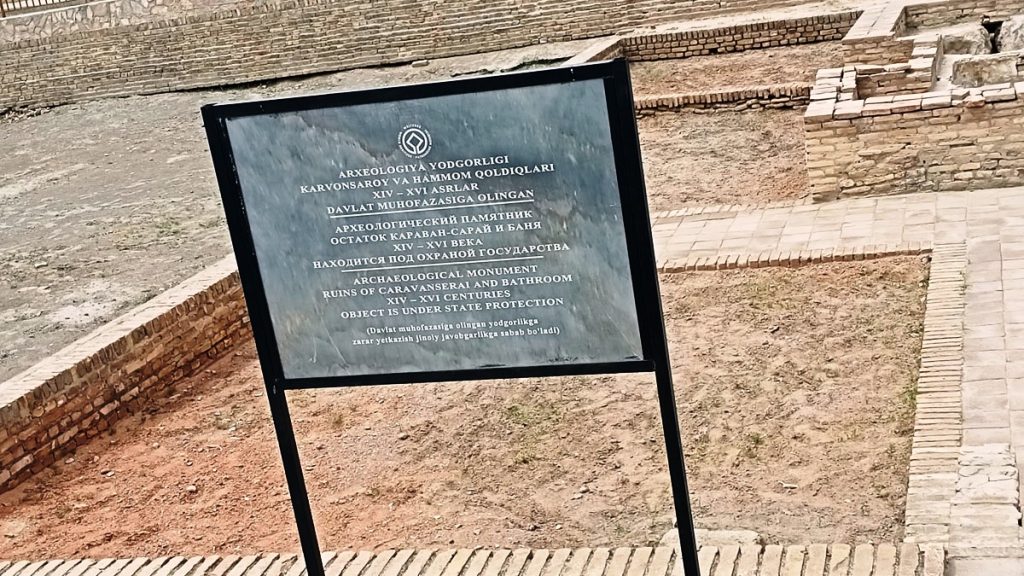 ARXEOLOGIYA YODGORLIGI
KARVONSAROY VA HAMMOM QOLDIQLARI
XIV – XVI ASRLAR
DAVLAT MUHOFAZASIGA OLINGAN
АРХЕОЛОГИЧЕСКИЙ ПАМЯТНИК
ОСТАТОК КАРАВАН-САРАЙ И БАНЯ
XIV – XVI ВЕКА
НАХОДИТСЯ ПОД ОХРАНОЙ ГОСУДАРСТВА
ARCHAEOLOGICAL MONUMENT
RUINS OF CARAVANSERAI AND BATHROOM
XIV – XVI CENTURIES
OBJECT IS UNDER STATE PROTECTION
(Davlat muhofazasiga olingan yodgorlikga
zarar yetkazish jinoiy javobgarlikga sabab bo'ladi)